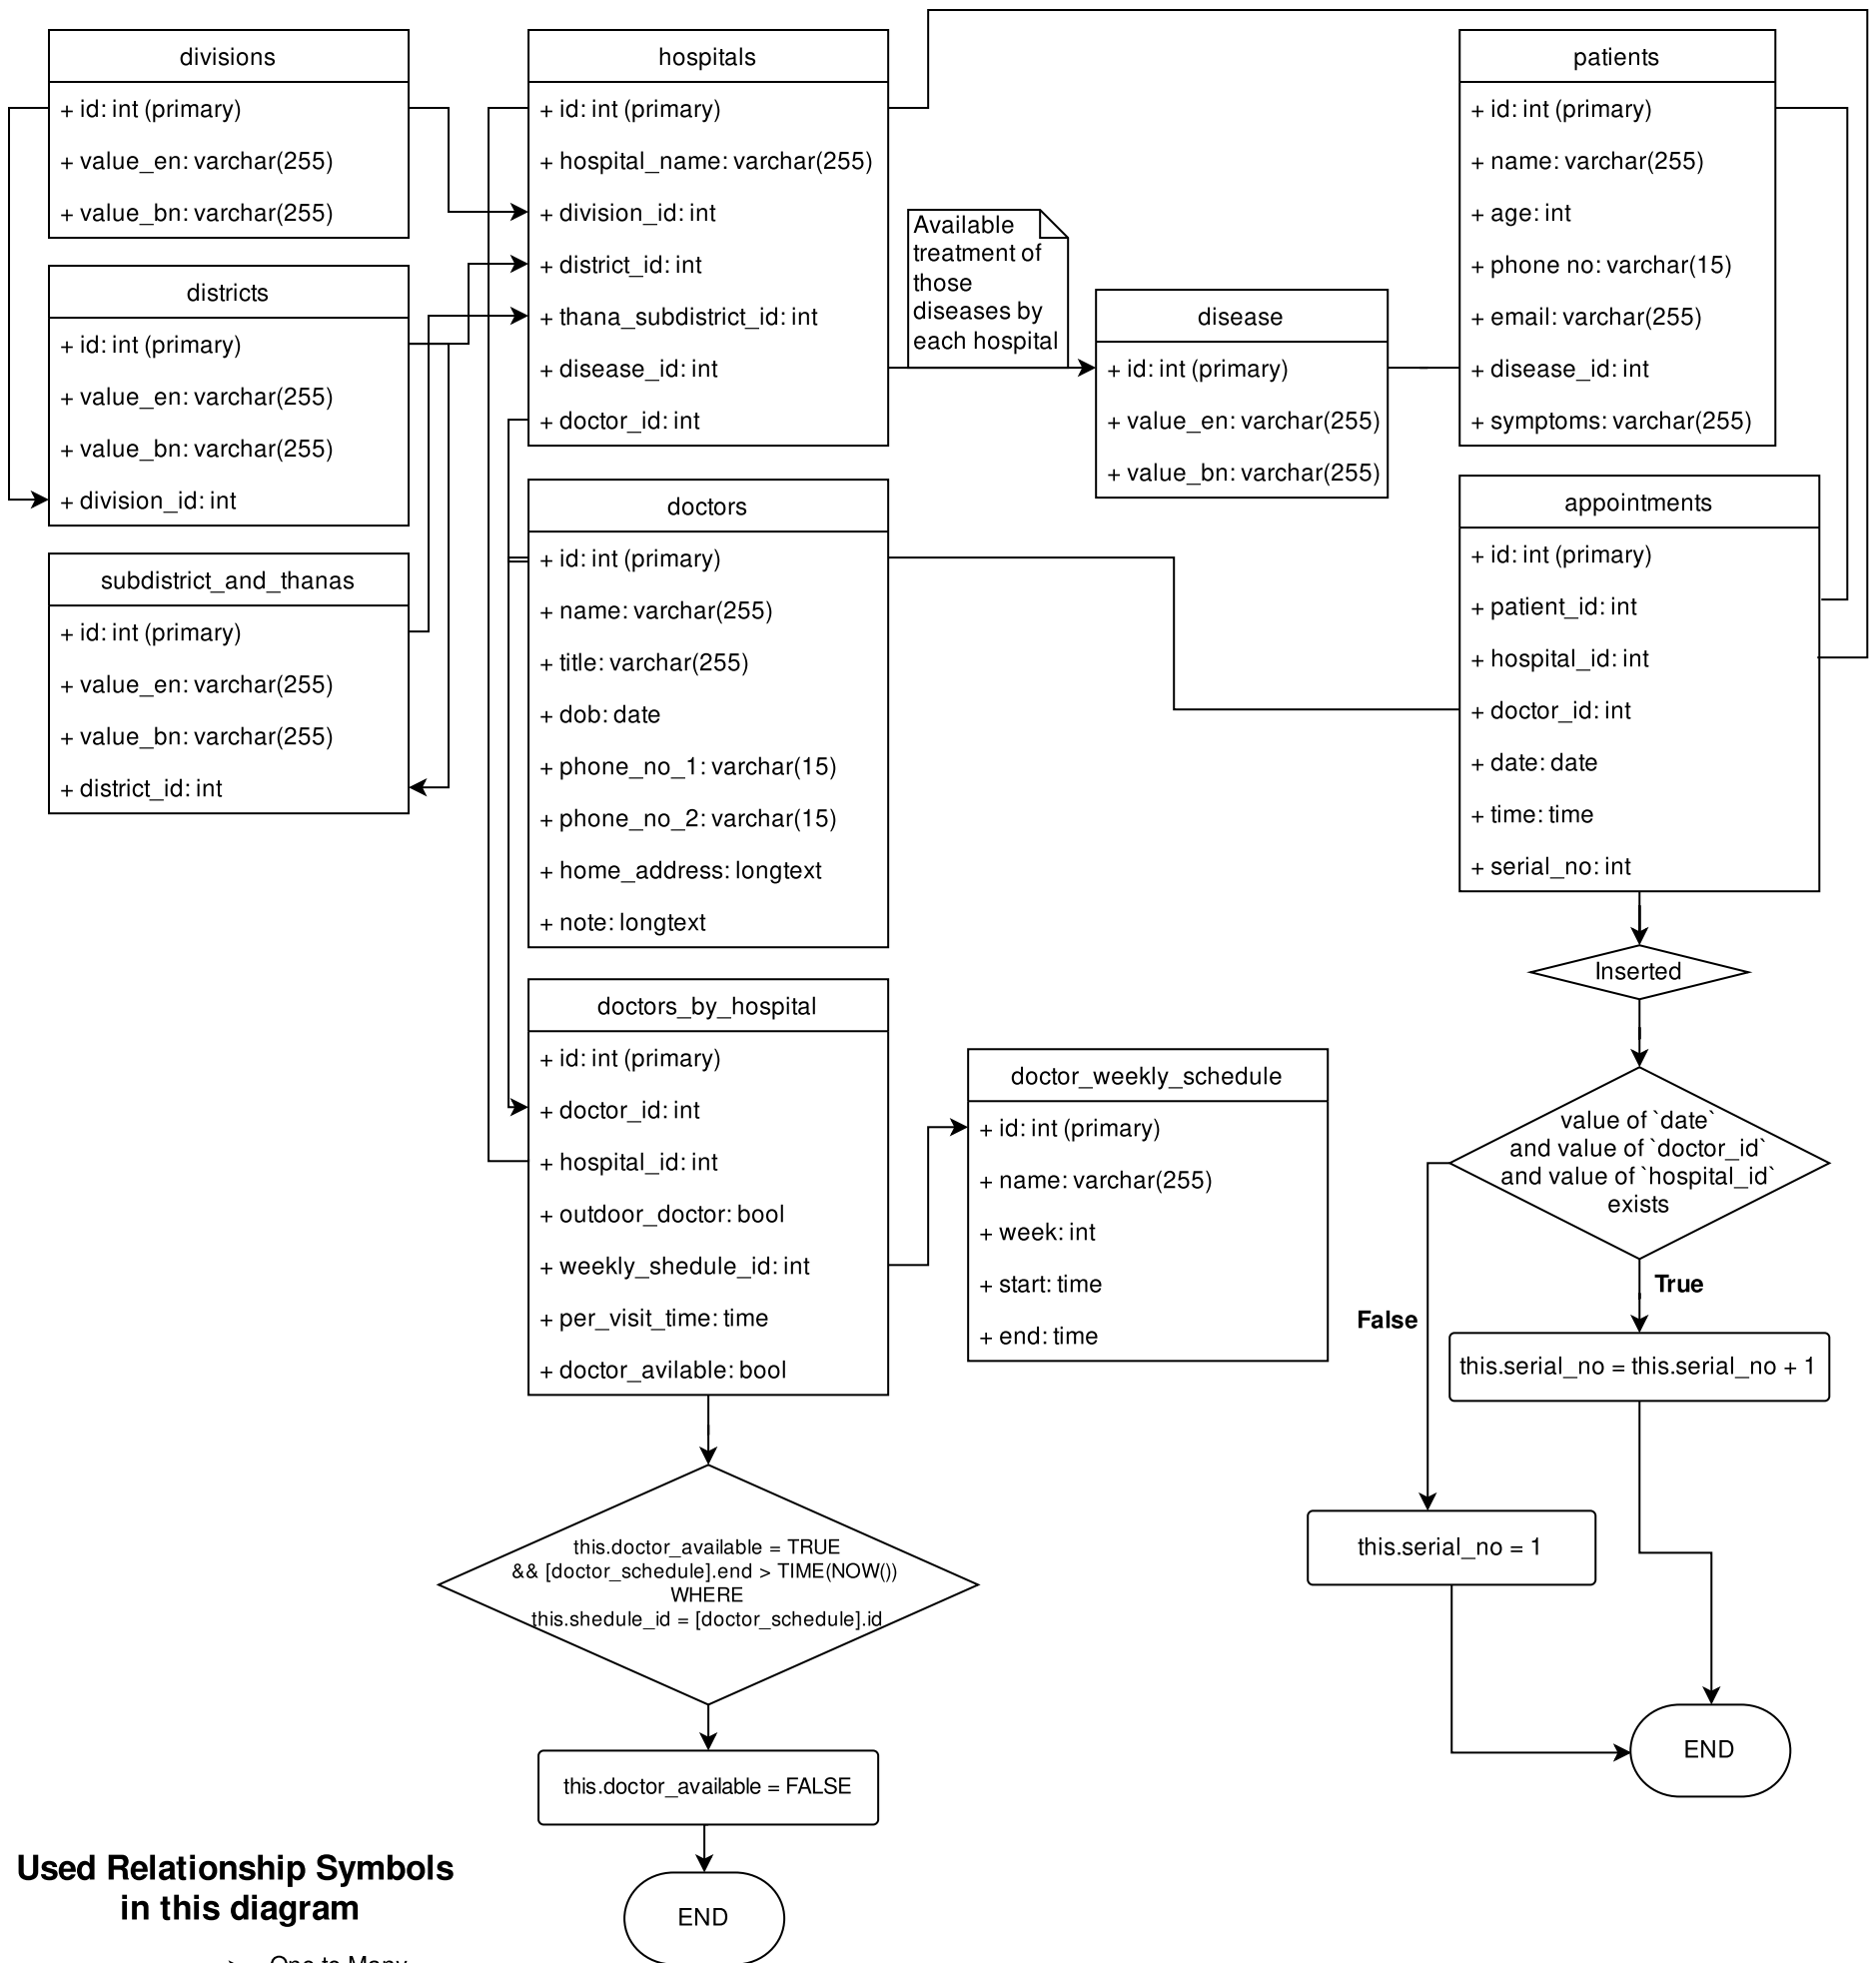 divisions
+ id: int (primary)
+ value_en: varchar(255)
+ value_bn: varchar(255)
districts
+ id: int (primary)
+ value_en: varchar(255)
+ value_bn: varchar(255)
+ division_id: int
subdistrict_and_thanas
+ id: int (primary)
+ value_en: varchar(255)
+ value_bn: varchar(255)
+ district_id: int
hospitals
+ id: int (primary)
+ hospital_name: varchar(255)
+ division_id: int
+ district_id: int
+ thana_subdistrict_id: int
+ disease_id: int
+ doctor_id: int
Available
treatment of
those
diseases by
each hospital
disease
+ id: int (primary)
+ value_en: varchar(255)
+ value_bn: varchar(255)
patients
+ id: int (primary)
+ name: varchar(255)
+ age: int
+ phone no: varchar(15)
+ email: varchar(255)
+ disease_id: int
+ symptoms: varchar(255)
doctors
+ id: int (primary)
+ name: varchar(255)
+ title: varchar(255)
+ dob: date
+ phone_no_1: varchar(15)
+ phone_no_2: varchar(15)
+ home_address: longtext
+ note: longtext
appointments
+ id: int (primary)
+ patient_id: int
+ hospital_id: int
+ doctor_id: int
+ date: date
+ time: time
+ serial_no: int
Inserted
value of `date`
and value of `doctor_id`
and value of `hospital_id`
exists
True
False
this.serial_no = this.serial_no + 1
this.serial_no = 1
END
doctors_by_hospital
+ id: int (primary)
+ doctor_id: int
+ hospital_id: int
+ outdoor_doctor: bool
+ weekly_shedule_id: int
+ per_visit_time: time
+ doctor_avilable: bool
doctor_weekly_schedule
+ id: int (primary)
+ name: varchar(255)
+ week: int
+ start: time
+ end: time
this.doctor_available = TRUE
&& [doctor_schedule].end > TIME(NOW())
WHERE
this.shedule_id = [doctor_schedule].id
this.doctor_available = FALSE
END
Used Relationship Symbols
in this diagram
One to Many